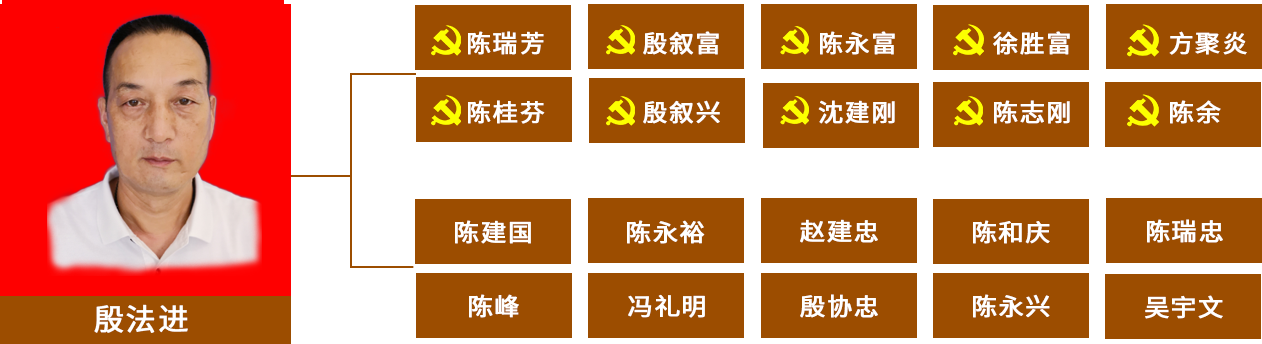 陈瑞芳 殷叙富 陈永富 徐胜富 方聚炎
陈桂芬 殷叙兴 沈建刚 陈志刚 陈余
陈建国 陈永裕 赵建忠 陈和庆 陈瑞忠
陈峰 冯礼明 殷协忠 陈永兴 吴宇文
殷法进